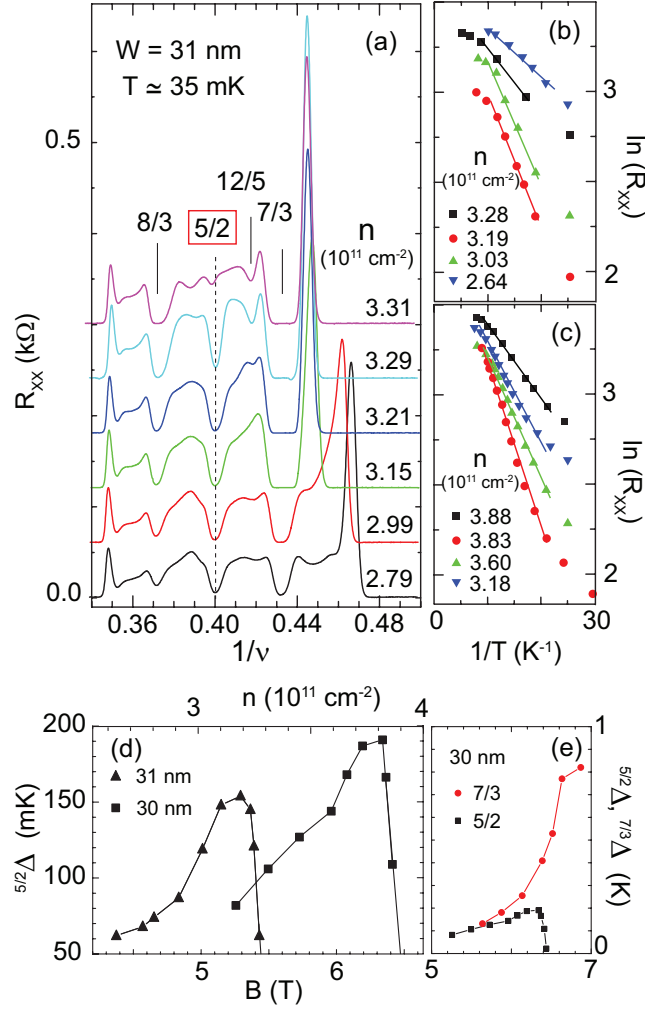 (a)
W = 31 nm
T ≃ 35 mK
0.5
8/3
5/2
12/5
7/3
n
(10¹¹ cm⁻²)
3.31
3.29
3.21
3.15
2.99
2.79
R_XX (kΩ)
0.0
0.36
0.40
0.44
0.48
1/ν
(b)
3
ln (R_XX)
n
(10¹¹ cm⁻²)
3.28
3.19
3.03
2.64
2
(c)
3
ln (R_XX)
n
(10¹¹ cm⁻²)
3.88
3.83
3.60
3.18
2
0
10
30
1/T (K⁻¹)
n (10¹¹ cm⁻²)
3
4
200
(d)
31 nm
30 nm
150
100
50
⁵/²Δ (mK)
5
6
B (T)
(e)
30 nm
7/3
5/2
1
0
⁵/²Δ, ⁷/³Δ (K)
5
7